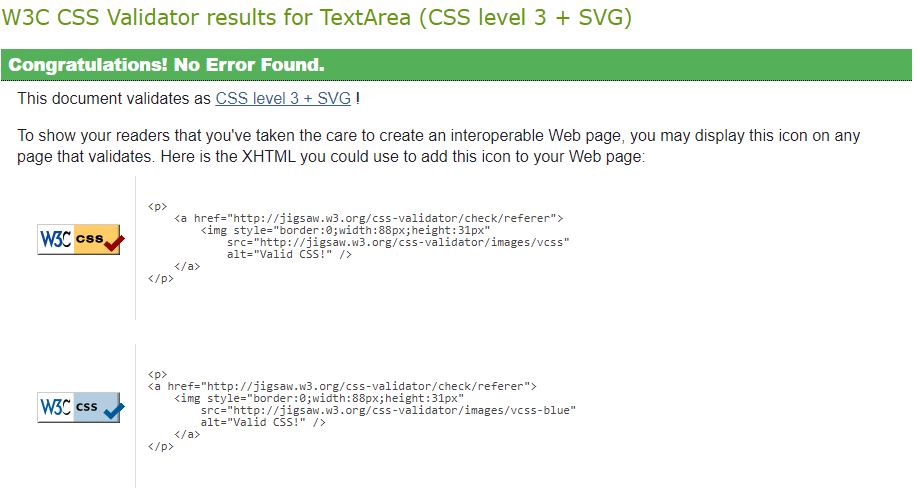 W3C CSS Validator results for TextArea (CSS level 3 + SVG)
Congratulations! No Error Found.
This document validates as CSS level 3 + SVG !
To show your readers that you've taken the care to create an interoperable Web page, you may display this icon on any
page that validates. Here is the XHTML you could use to add this icon to your Web page:
W3C css
<p>
    <a href="http://jigsaw.w3.org/css-validator/check/referer">
        <img style="border:0;width:88px;height:31px"
            src="http://jigsaw.w3.org/css-validator/images/vcss"
            alt="Valid CSS!" />
    </a>
</p>
W3C css
<p>
<a href="http://jigsaw.w3.org/css-validator/check/referer">
    <img style="border:0;width:88px;height:31px"
        src="http://jigsaw.w3.org/css-validator/images/vcss-blue"
        alt="Valid CSS!" />
    </a>
</p>